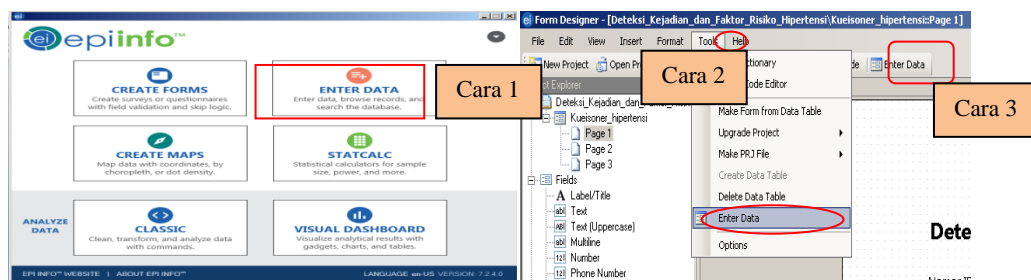 ei
epiinfo™
CREATE FORMS
Create surveys or questionnaires
with field validation and skip logic.
ENTER DATA
Enter data, browse records, and
search the database.
CREATE MAPS
Map data with coordinates, by
choropleth, or dot density.
STATCALC
Statistical calculators for sample
size, power, and more.
ANALYZE
DATA
CLASSIC
Clean, transform, and analyze data
with commands.
VISUAL DASHBOARD
Visualize analytical results with
gadgets, charts, and tables.
EPI INFO™ WEBSITE | ABOUT EPI INFO™
LANGUAGE en-US VERSION 7.2.4.0
Cara 1
Form Designer - [Deteksi_Kejadian_dan_Faktor_Risiko_Hipertensi\Kueisoner_hipertensi::Page 1]
File Edit View Insert Format Tools Help
New Project Open Pr
Enter Data
Cara 2
Cara 3
Deteksi_Kejadian_dan
Kueisoner_hipertensi
Page 1
Page 2
Page 3
Fields
Label/Title
Text
Text (Uppercase)
Multiline
Number
Phone Number
Code Editor
Make Form from Data Table
Upgrade Project
Make PRJ File
Create Data Table
Delete Data Table
Enter Data
Options
Dete